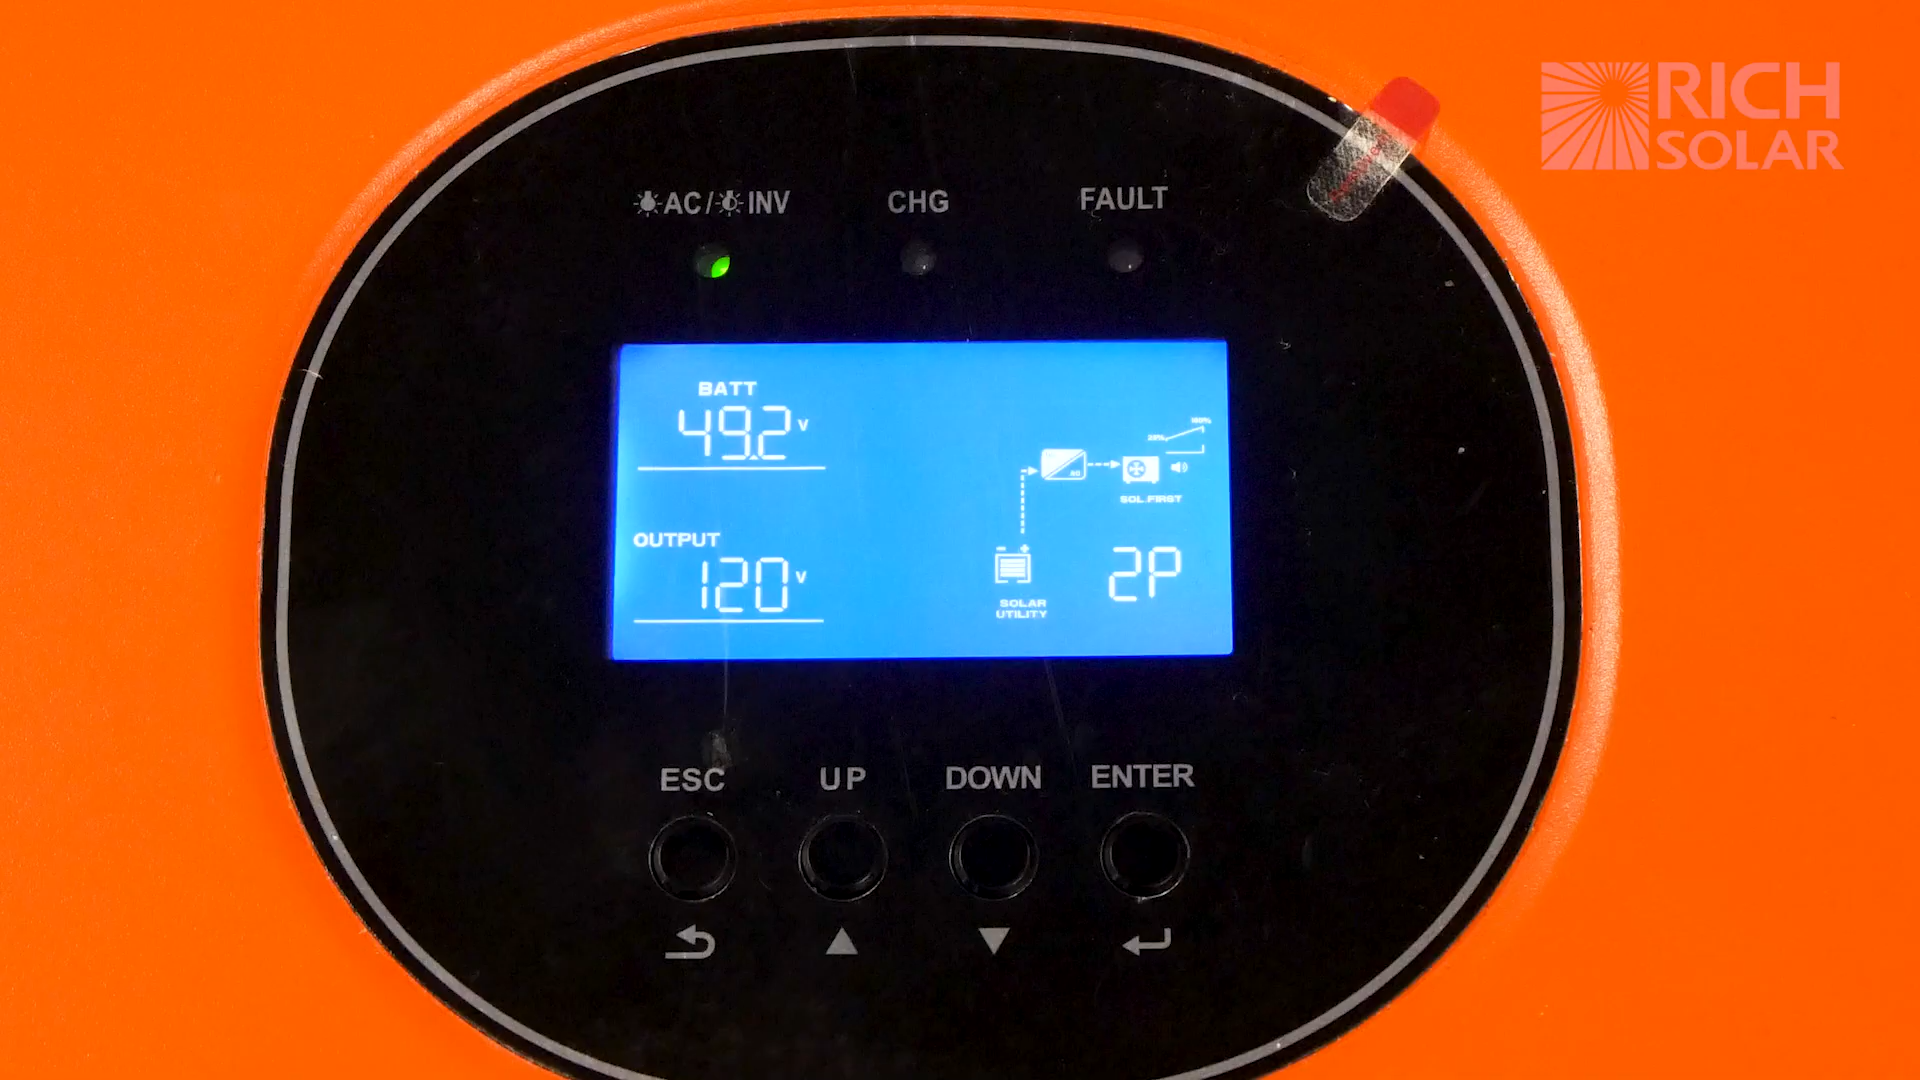 RICH
SOLAR
AC/ INV
CHG
FAULT
BATT
49.2V
100%
OUTPUT
120V
SOL.FIRST
SOLAR
UTILITY
2P
ESC
UP
DOWN
ENTER